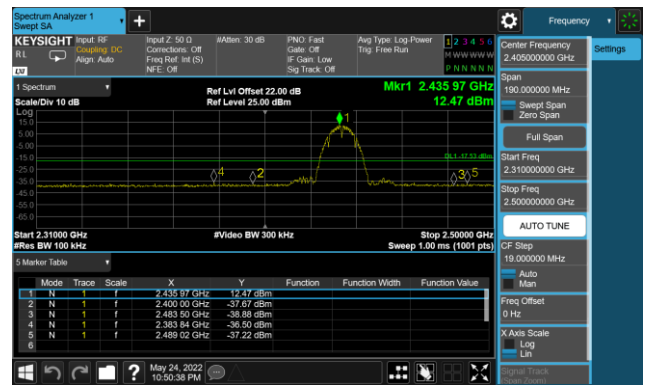 Spectrum Analyzer 1
Swept SA
Frequency
KEYSIGHT
RL
Input: RF
Coupling: DC
Align: Auto
Input Z: 50 Ω
Corrections: Off
Freq Ref: Int (S)
NFE: Off
#Atten: 30 dB
PNO: Fast
Gate: Off
IF Gain: Low
Sig Track: Off
Avg Type: Log-Power
Trig: Free Run
1 2 3 4 5 6
M W W W W W
P N N N N N
LXI
1 Spectrum
Scale/Div 10 dB
Ref Lvl Offset 22.00 dB
Ref Level 25.00 dBm
Mkr1 2.435 97 GHz
12.47 dBm
Log
15.0
5.00
-5.00
-15.0
-25.0
-35.0
-45.0
-55.0
-65.0
1
DL1 -17.53 dBm
4
2
3
5
Start 2.31000 GHz
#Res BW 100 kHz
#Video BW 300 kHz
Stop 2.50000 GHz
Sweep 1.00 ms (1001 pts)
5 Marker Table
Mode Trace Scale X Y Function Function Width Function Value
1 N 1 f 2.435 97 GHz 12.47 dBm
2 N 1 f 2.400 00 GHz -37.67 dBm
3 N 1 f 2.483 50 GHz -38.88 dBm
4 N 1 f 2.383 84 GHz -36.50 dBm
5 N 1 f 2.489 02 GHz -37.22 dBm
6
May 24, 2022
10:50:38 PM
Center Frequency
2.405000000 GHz
Settings
Span
190.000000 MHz
Swept Span
Zero Span
Full Span
Start Freq
2.310000000 GHz
Stop Freq
2.500000000 GHz
AUTO TUNE
CF Step
19.000000 MHz
Auto
Man
Freq Offset
0 Hz
X Axis Scale
Log
Lin
Signal Track
(Span Zoom)